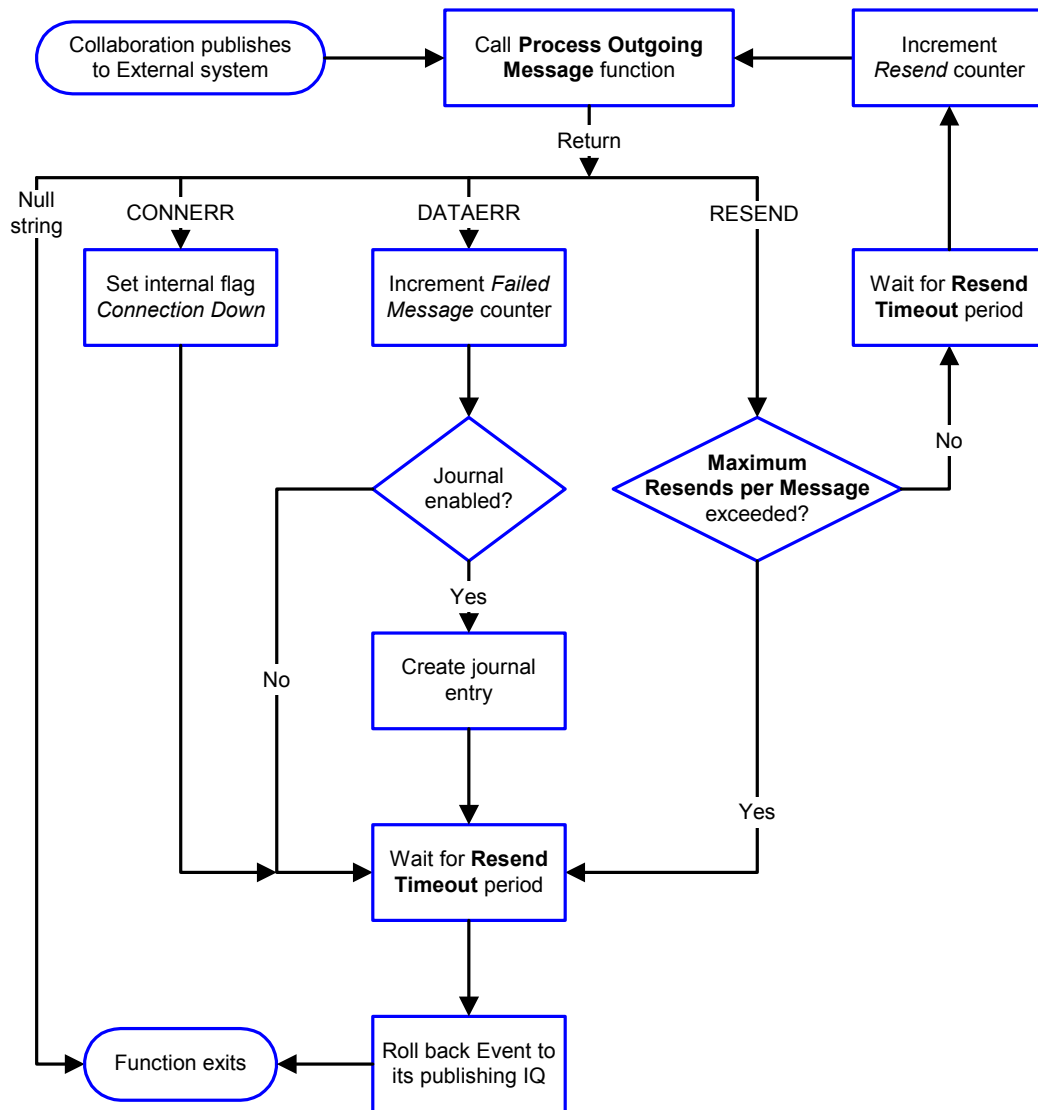 Collaboration publishes
to External system
Call Process Outgoing
Message function
Increment
Resend counter
Return
Null
string
CONNERR
DATAERR
RESEND
Set internal flag
Connection Down
Increment Failed
Message counter
Wait for Resend
Timeout period
Journal
enabled?
Maximum
Resends per Message
exceeded?
No
Yes
No
Create journal
entry
Yes
Wait for Resend
Timeout period
Function exits
Roll back Event to
its publishing IQ